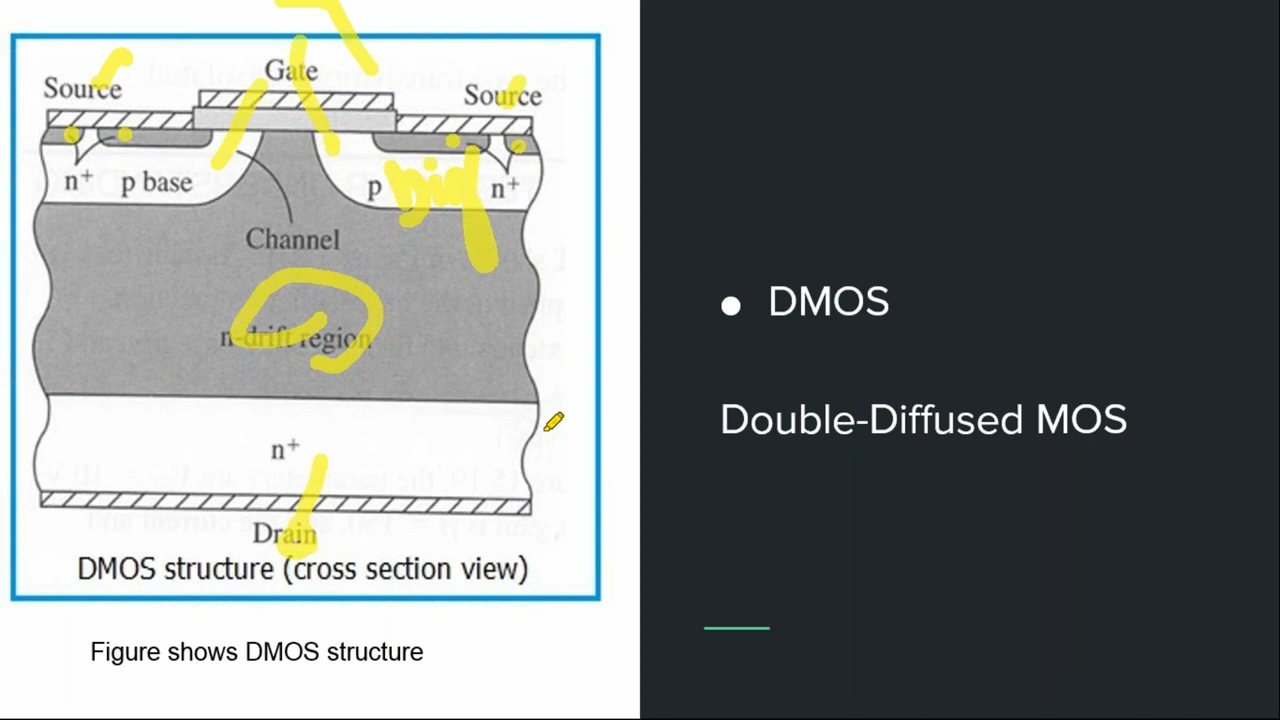 Gate
Source
Source
n+
p base
p
n+
Channel
n-drift region
n+
Drain
DMOS structure (cross section view)
Figure shows DMOS structure
● DMOS
Double-Diffused MOS